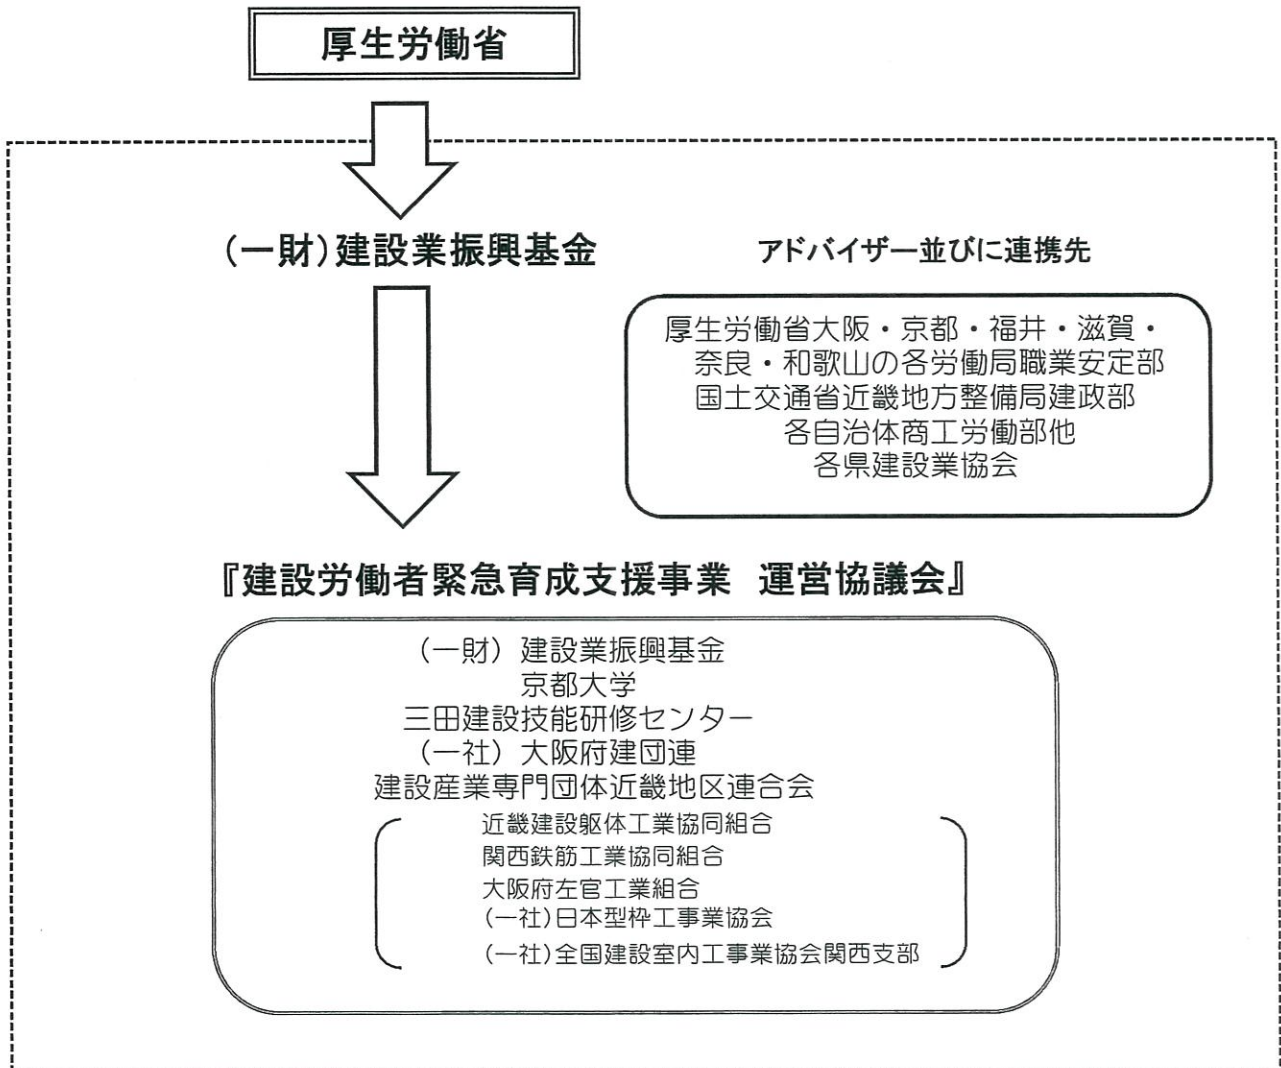 厚生労働省
(一財)建設業振興基金
アドバイザー並びに連携先
厚生労働省大阪・京都・福井・滋賀・
奈良・和歌山の各労働局職業安定部
国土交通省近畿地方整備局建政部
各自治体商工労働部他
各県建設業協会
『建設労働者緊急育成支援事業 運営協議会』
(一財) 建設業振興基金
京都大学
三田建設技能研修センター
(一社) 大阪府建団連
建設産業専門団体近畿地区連合会
近畿建設躯体工業協同組合
関西鉄筋工業協同組合
大阪府左官工業組合
(一社)日本型枠工事業協会
(一社)全国建設室内工事業協会関西支部